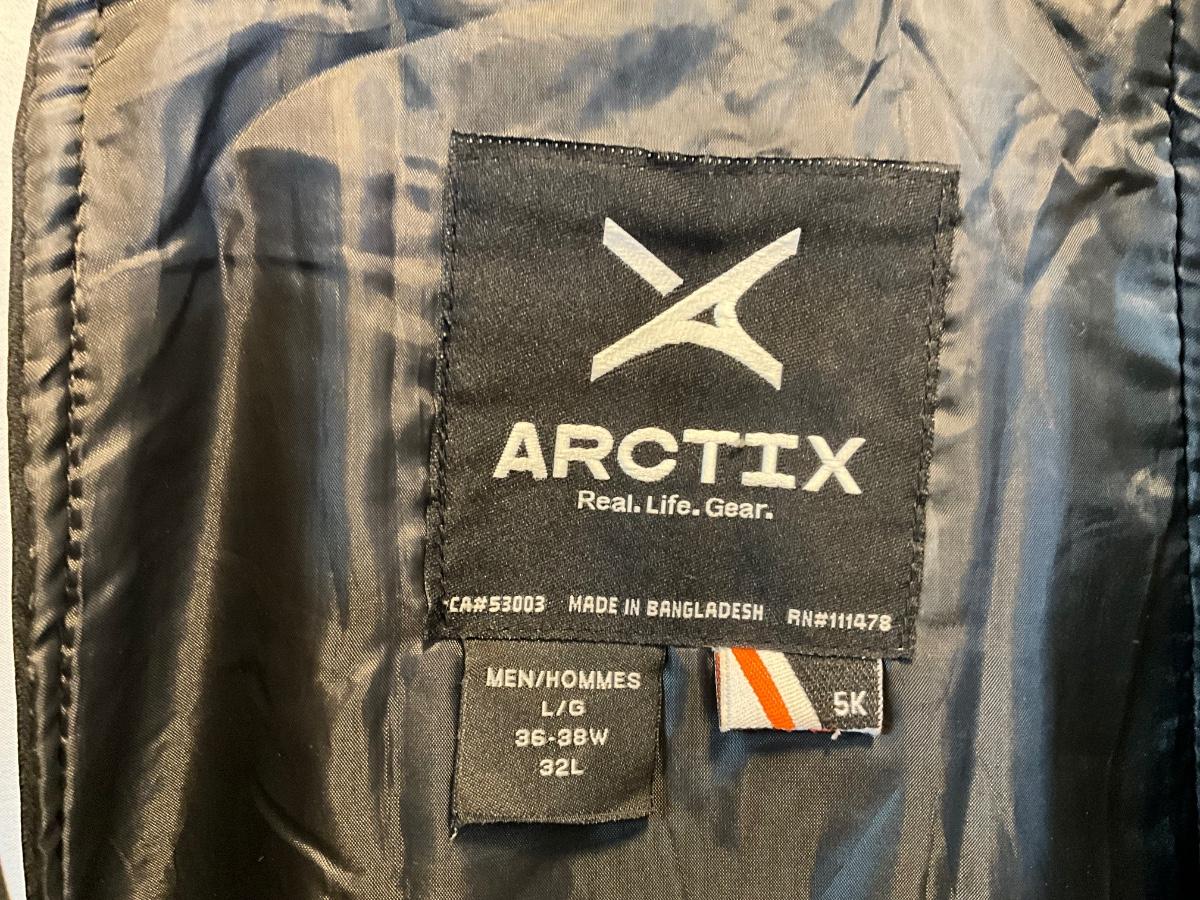 ARCTIX
Real. Life. Gear.
CA#53003 MADE IN BANGLADESH RN#111478
MEN/HOMMES
L/G
36-38W
32L
5K